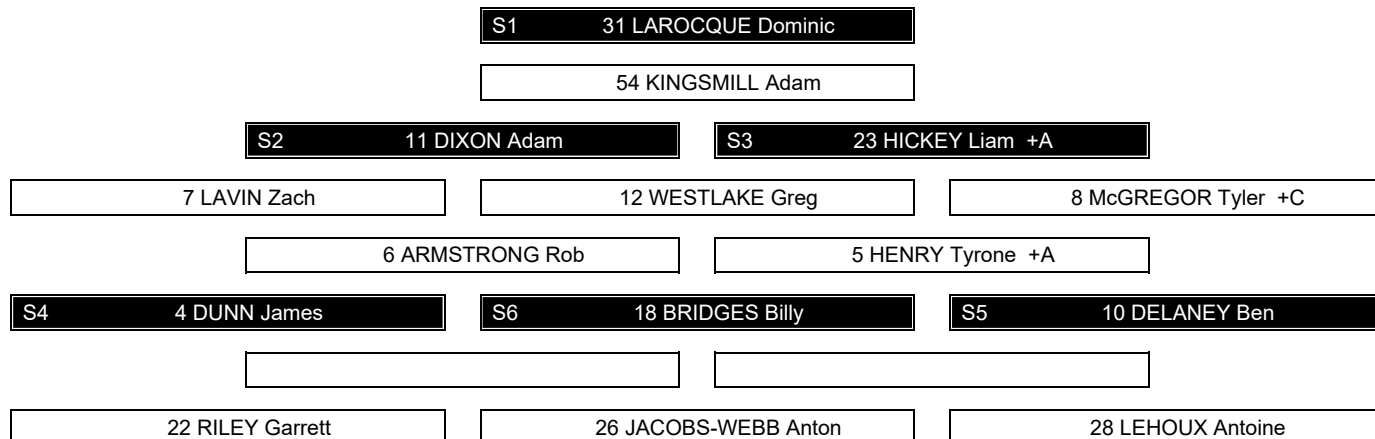 S1 31 LAROCQUE Dominic
54 KINGSMILL Adam
S2 11 DIXON Adam S3 23 HICKEY Liam +A
7 LAVIN Zach 12 WESTLAKE Greg 8 McGREGOR Tyler +C
6 ARMSTRONG Rob 5 HENRY Tyrone +A
S4 4 DUNN James S6 18 BRIDGES Billy S5 10 DELANEY Ben
22 RILEY Garrett 26 JACOBS-WEBB Anton 28 LEHOUX Antoine